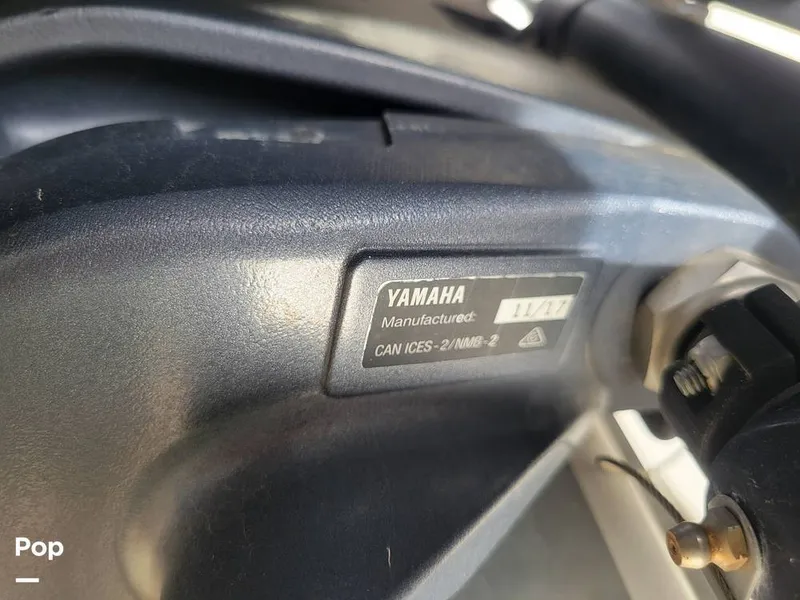 YAMAHA
Manufactured: 11/17
CAN ICES-2/NMB-2
Pop